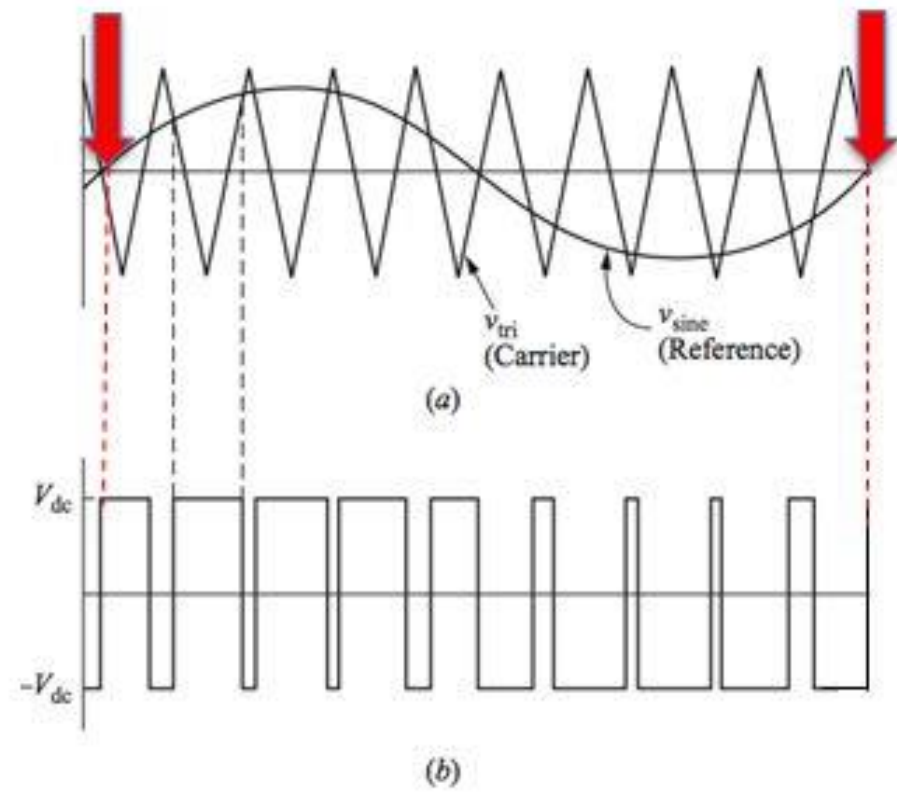 v_tri
(Carrier)
v_sine
(Reference)
(a)
V_dc
-V_dc
(b)